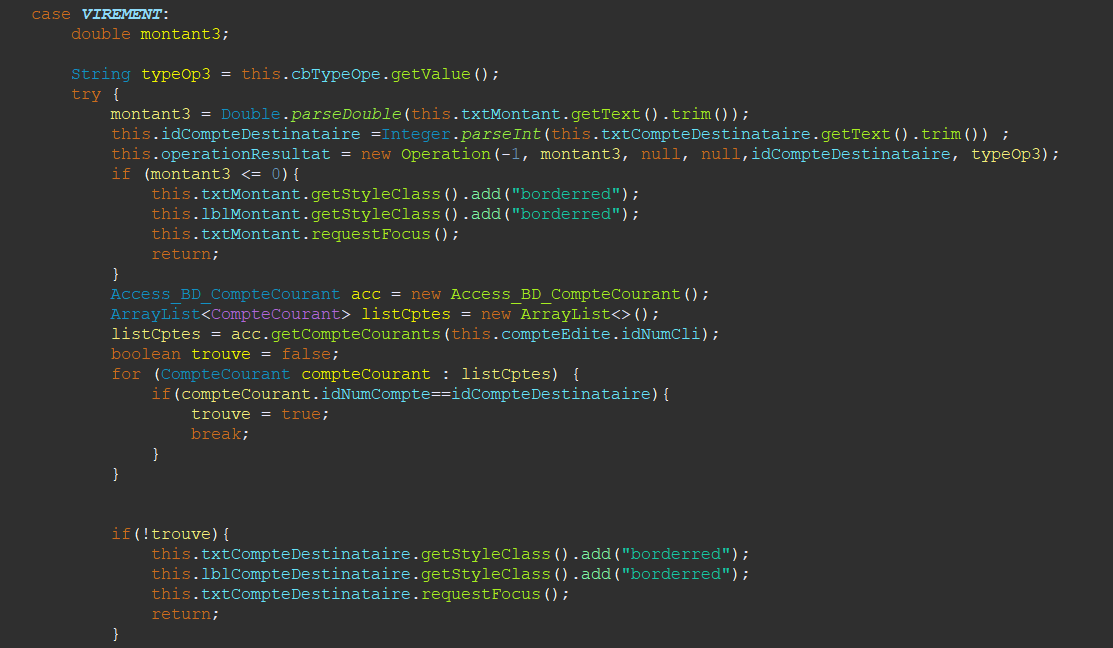 case VIREMENT:
double montant3;
String typeOp3 = this.cbTypeOpe.getValue();
try {
montant3 = Double.parseDouble(this.txtMontant.getText().trim());
this.idCompteDestinataire =Integer.parseInt(this.txtCompteDestinataire.getText().trim()) ;
this.operationResultat = new Operation(-1, montant3, null, null,idCompteDestinataire, typeOp3);
if (montant3 <= 0){
this.txtMontant.getStyleClass().add("borderred");
this.lblMontant.getStyleClass().add("borderred");
this.txtMontant.requestFocus();
return;
}
Access_BD_CompteCourant acc = new Access_BD_CompteCourant();
ArrayList<CompteCourant> listCptes = new ArrayList<>();
listCptes = acc.getCompteCourants(this.compteEdite.idNumCli);
boolean trouve = false;
for (CompteCourant compteCourant : listCptes) {
if(compteCourant.idNumCompte==idCompteDestinataire){
trouve = true;
break;
}
}
if(!trouve){
this.txtCompteDestinataire.getStyleClass().add("borderred");
this.lblCompteDestinataire.getStyleClass().add("borderred");
this.txtCompteDestinataire.requestFocus();
return;
}